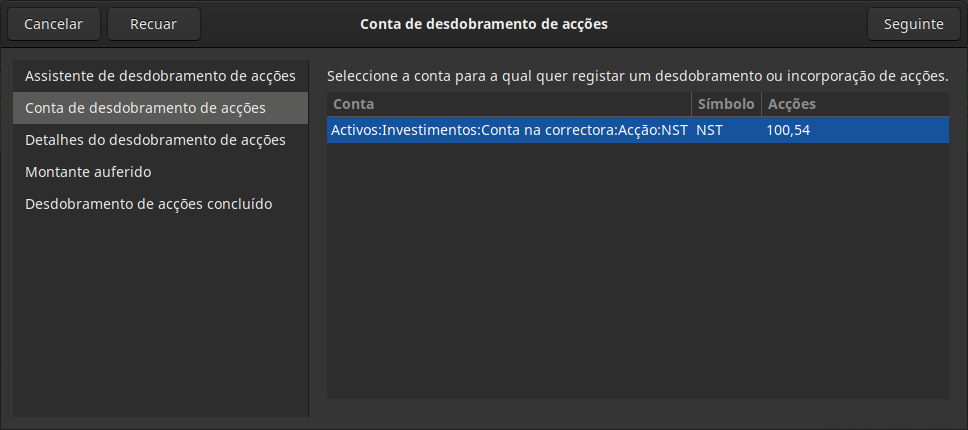 Cancelar Recuar Conta de desdobramento de acções Seguinte
Assistente de desdobramento de acções
Conta de desdobramento de acções
Detalhes do desdobramento de acções
Montante auferido
Desdobramento de acções concluído
Seleccione a conta para a qual quer registar um desdobramento ou incorporação de acções.
Conta Símbolo Acções
Activos:Investimentos:Conta na correctora:Acção:NST NST 100,54